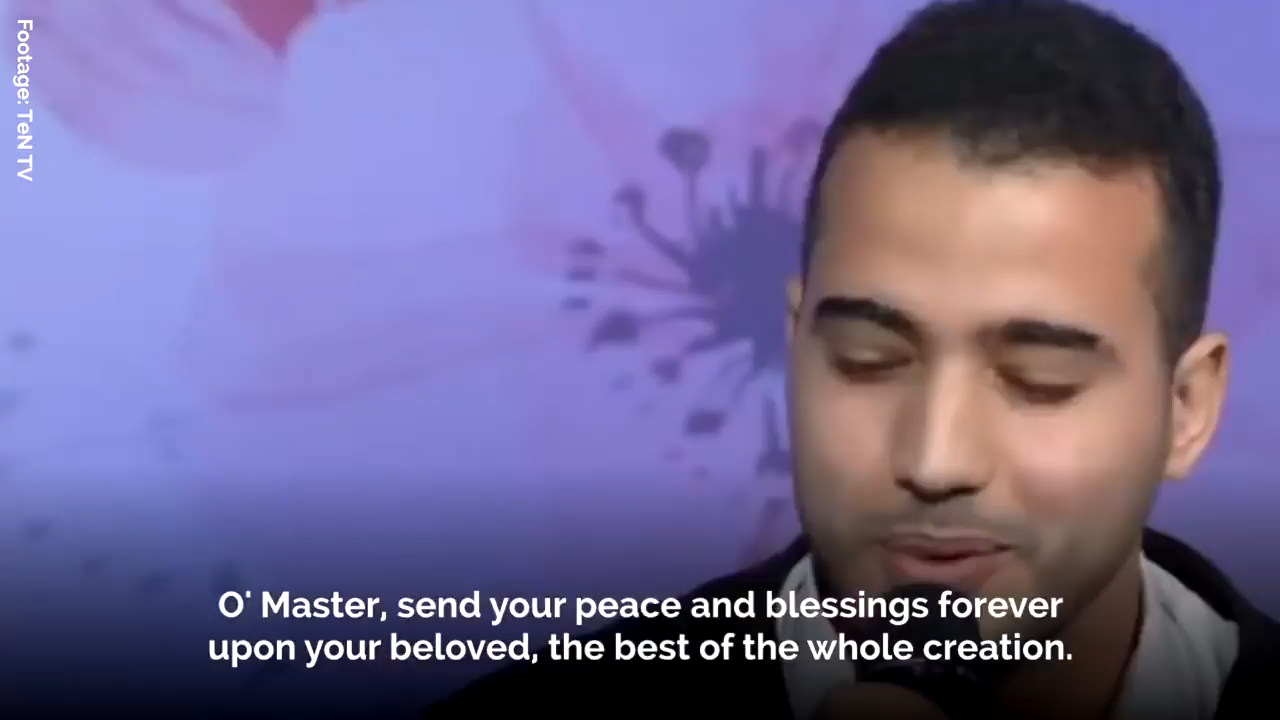 Footage: TeN TV
O' Master, send your peace and blessings forever
upon your beloved, the best of the whole creation.